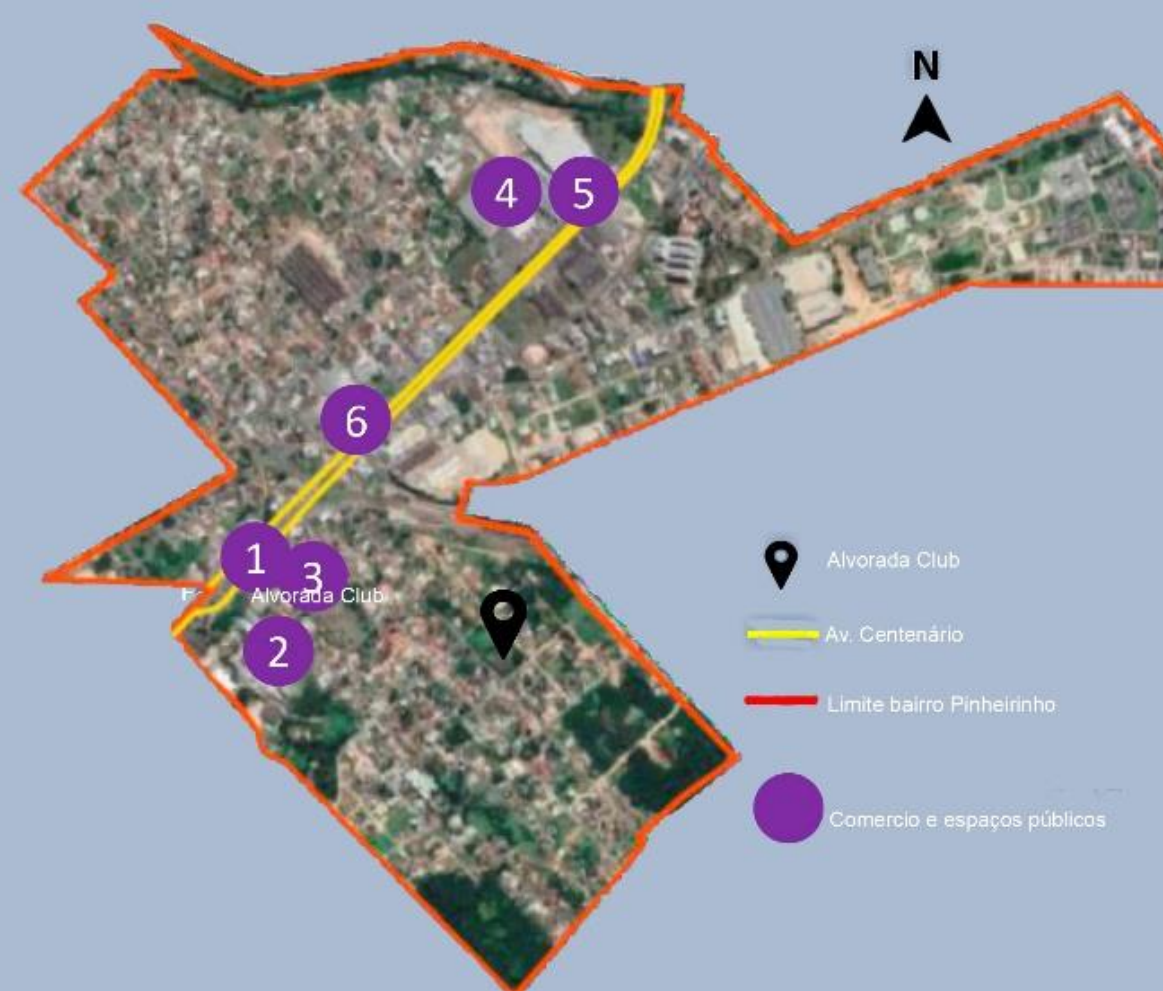 N
4
5
6
1
3
Alvorada Club
2
Alvorada Club
Av. Centenário
Limite bairro Pinheirinho
Comercio e espaços públicos